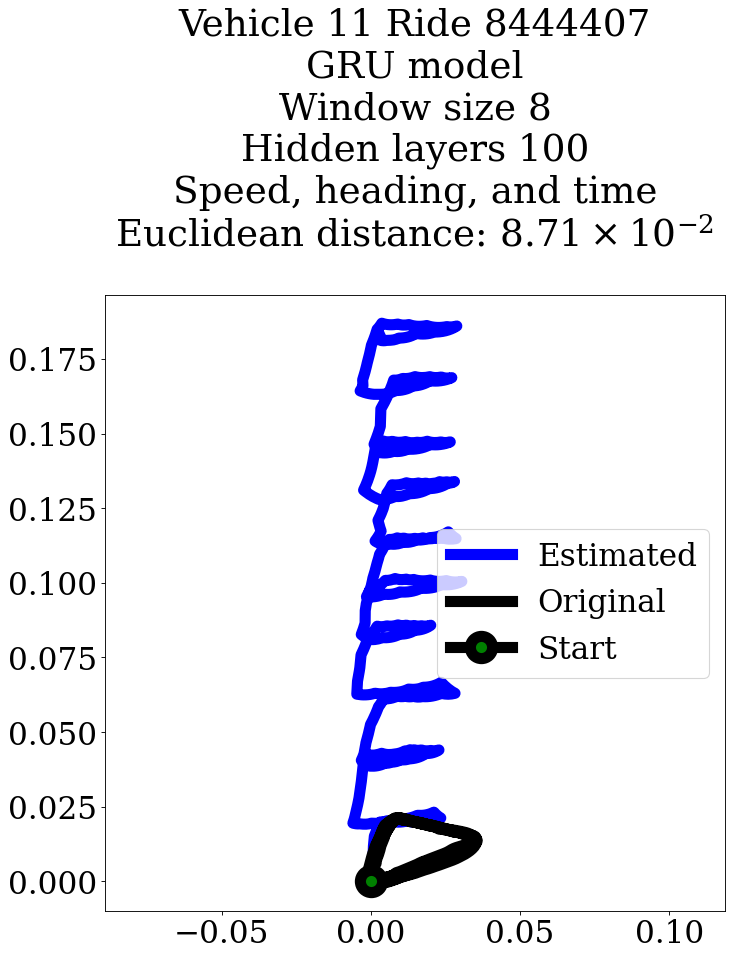 Vehicle 11 Ride 8444407
GRU model
Window size 8
Hidden layers 100
Speed, heading, and time
Euclidean distance: 8.71 × 10⁻²
0.175
0.150
0.125
0.100
0.075
0.050
0.025
0.000
Estimated
Original
Start
−0.05 0.00 0.05 0.10